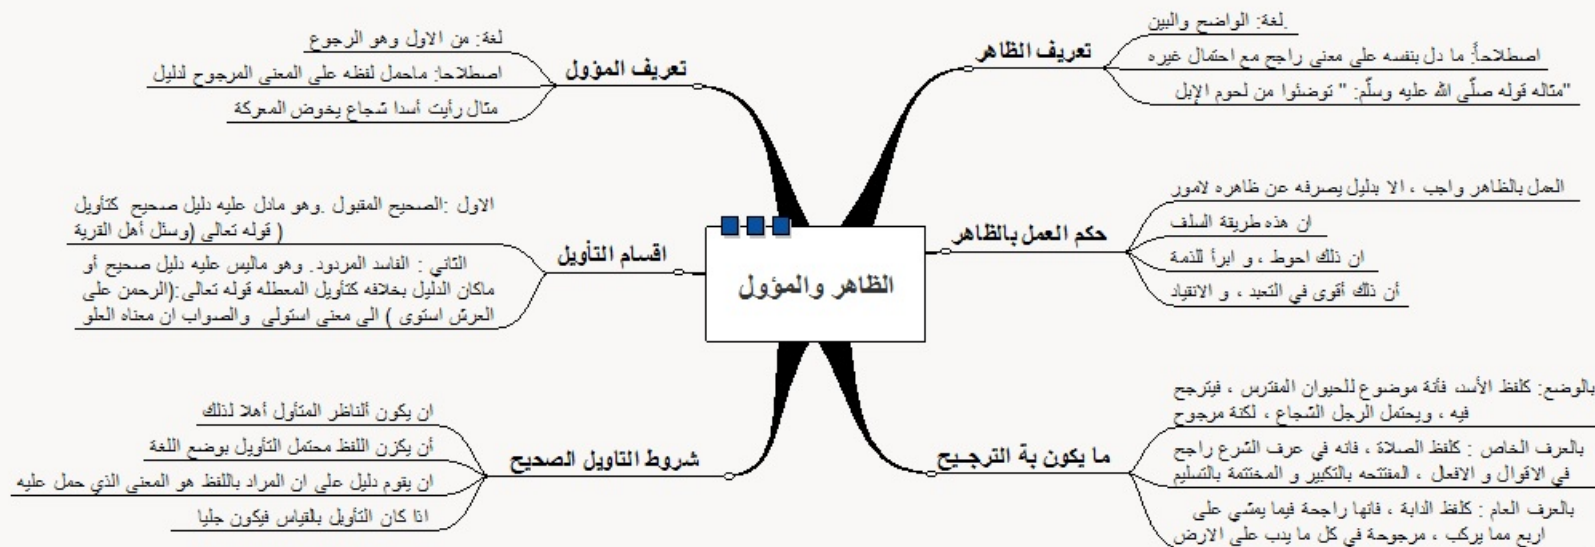 الظاهر والمؤول
تعريف الظاهر
لغة: الواضح والبين.
اصطلاحاً: ما دل بنفسه على معنى راجح مع احتمال غيره
"مثاله قوله صلّى الله عليه وسلّم: " توضئوا من لحوم الإبل
حكم العمل بالظاهر
العمل بالظاهر واجب ، الا بدليل يصرفه عن ظاهره لامور
ان هذه طريقة السلف
ان ذلك احوط ، و ابرأ للذمة
أن ذلك أقوى في التعبد ، و الانقياد
ما يكون بة الترجيح
بالوضع: كلفظ الأسد، فأنة موضوع للحيوان المفترس ، فيترجح
فيه ، ويحتمل الرجل الشجاع ، لكنة مرجوح
بالعرف الخاص : كلفظ الصلاة ، فانه في عرف الشرع راجح
في الاقوال و الافعال ، المفتتحه بالتكبير و المختتمة بالتسليم
بالعرف العام : كلفظ الدابة ، فانها راجحة فيما يمشي على
اربع مما يركب ، مرجوحة في كل ما يدب على الارض
تعريف المؤول
لغة: من الاول وهو الرجوع
اصطلاحا: ماحمل لفظه على المعنى المرجوح لدليل
مثال رأيت أسدا شجاع يخوض المعركة
اقسام التأويل
الاول :الصحيح المقبول .وهو مادل عليه دليل صحيح كتأويل
( قوله تعالى (وسئل أهل القرية
الثاني : الفاسد المردود. وهو ماليس عليه دليل صحيح أو
ماكان الدليل بخلافه كتأويل المعطله قوله تعالى :(الرحمن على
العرش استوى ) الى معنى استولى والصواب ان معناه العلو
شروط التاويل الصحيح
ان يكون ألناظر المتأول أهلا لذلك
أن يكزن اللفظ محتمل التأويل بوضع اللغة
ان يقوم دليل على ان المراد باللفظ هو المعنى الذي حمل عليه
اذا كان التأويل بالقياس فيكون جليا